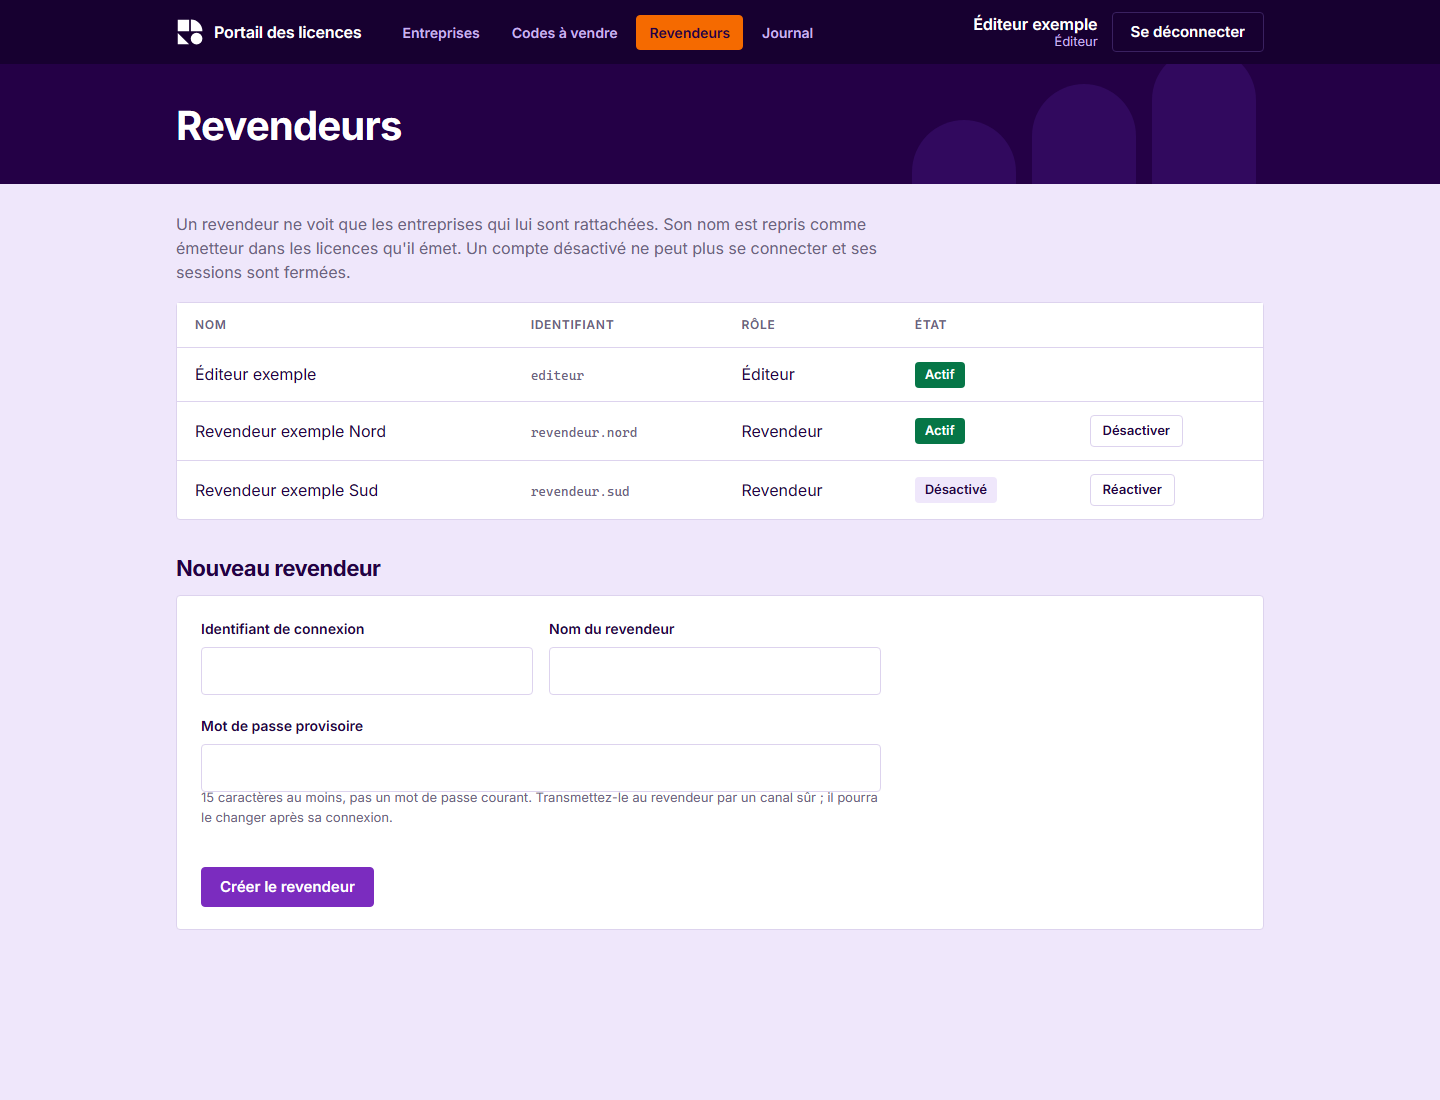 Portail des licences
Entreprises
Codes à vendre
Revendeurs
Journal
Éditeur exemple
Éditeur
Se déconnecter
Revendeurs
Un revendeur ne voit que les entreprises qui lui sont rattachées. Son nom est repris comme
émetteur dans les licences qu'il émet. Un compte désactivé ne peut plus se connecter et ses
sessions sont fermées.
NOM IDENTIFIANT RÔLE ÉTAT
Éditeur exemple editeur Éditeur Actif
Revendeur exemple Nord revendeur.nord Revendeur Actif Désactiver
Revendeur exemple Sud revendeur.sud Revendeur Désactivé Réactiver
Nouveau revendeur
Identifiant de connexion
Nom du revendeur
Mot de passe provisoire
15 caractères au moins, pas un mot de passe courant. Transmettez-le au revendeur par un canal sûr ; il pourra
le changer après sa connexion.
Créer le revendeur